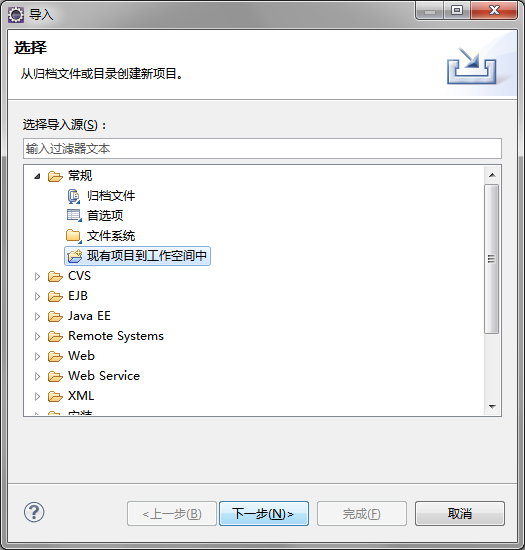 导入
选择
从归档文件或目录创建新项目。
选择导入源(S)：
输入过滤器文本
常规
归档文件
首选项
文件系统
现有项目到工作空间中
CVS
EJB
Java EE
Remote Systems
Web
Web Service
XML
安装
<上一步(B)
下一步(N)>
完成(F)
取消